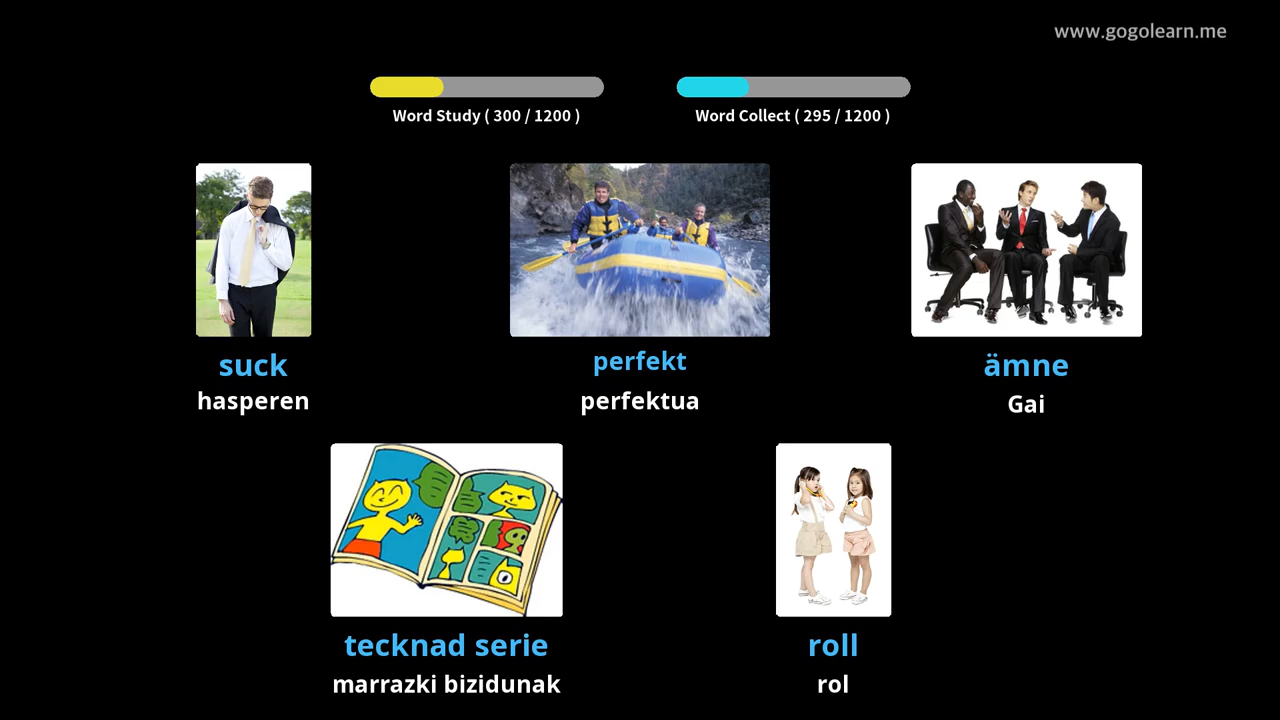 www.gogolearn.me
Word Study ( 300 / 1200 )
Word Collect ( 295 / 1200 )
suck
hasperen
perfekt
perfektua
ämne
Gai
tecknad serie
marrazki bizidunak
roll
rol